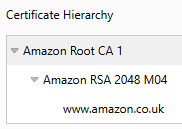 Certificate Hierarchy
Amazon Root CA 1
Amazon RSA 2048 M04
www.amazon.co.uk